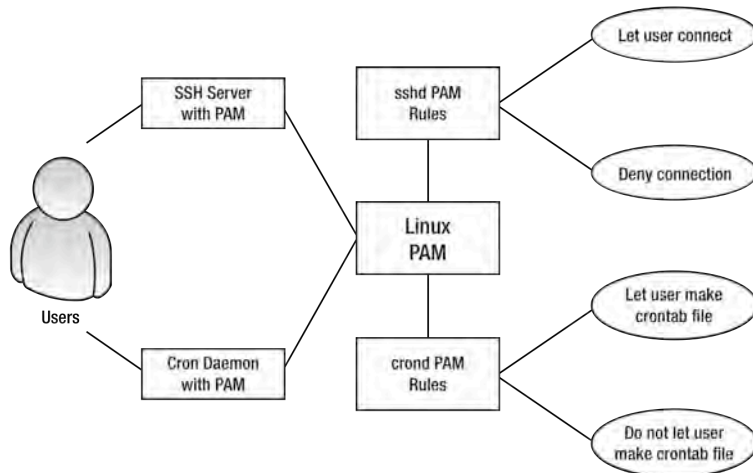 Let user connect
SSH Server
with PAM
sshd PAM
Rules
Deny connection
Linux
PAM
Users
Let user make
crontab file
Cron Daemon
with PAM
crond PAM
Rules
Do not let user
make crontab file